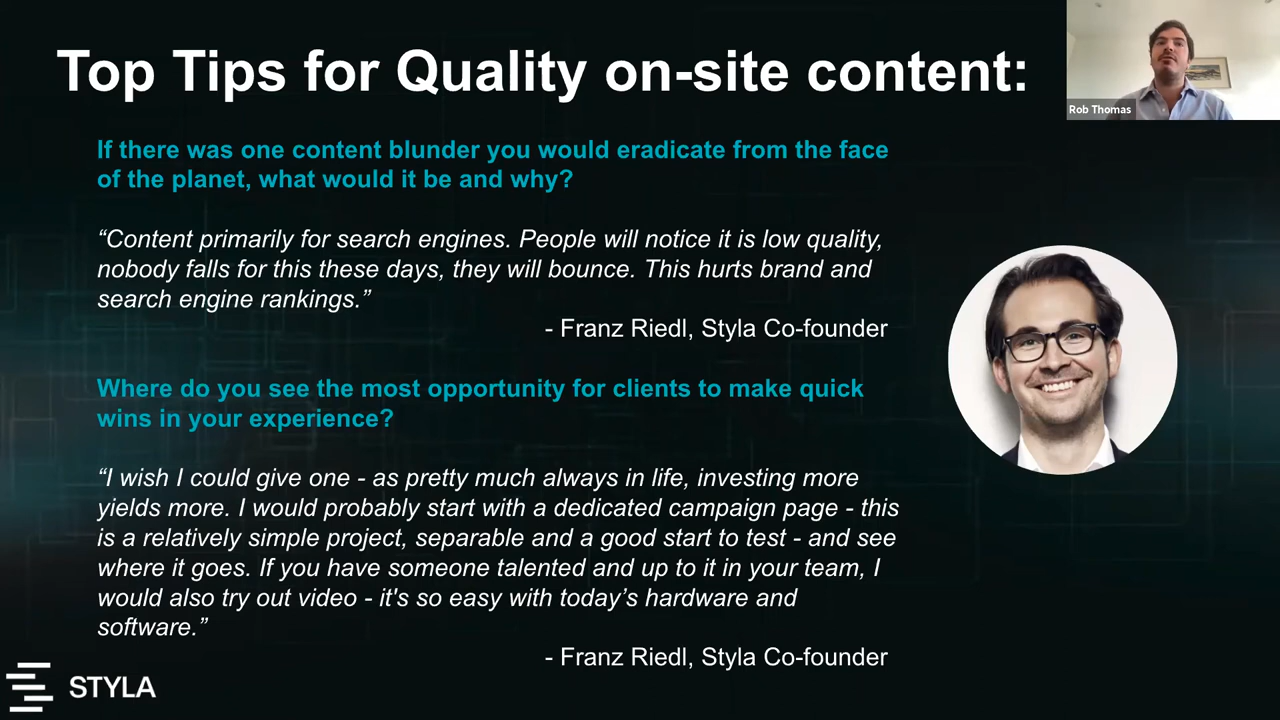 Top Tips for Quality on-site content:
Rob Thomas
If there was one content blunder you would eradicate from the face
of the planet, what would it be and why?
“Content primarily for search engines. People will notice it is low quality,
nobody falls for this these days, they will bounce. This hurts brand and
search engine rankings.”
- Franz Riedl, Styla Co-founder
Where do you see the most opportunity for clients to make quick
wins in your experience?
“I wish I could give one - as pretty much always in life, investing more
yields more. I would probably start with a dedicated campaign page - this
is a relatively simple project, separable and a good start to test - and see
where it goes. If you have someone talented and up to it in your team, I
would also try out video - it's so easy with today’s hardware and
software.”
- Franz Riedl, Styla Co-founder
STYLA